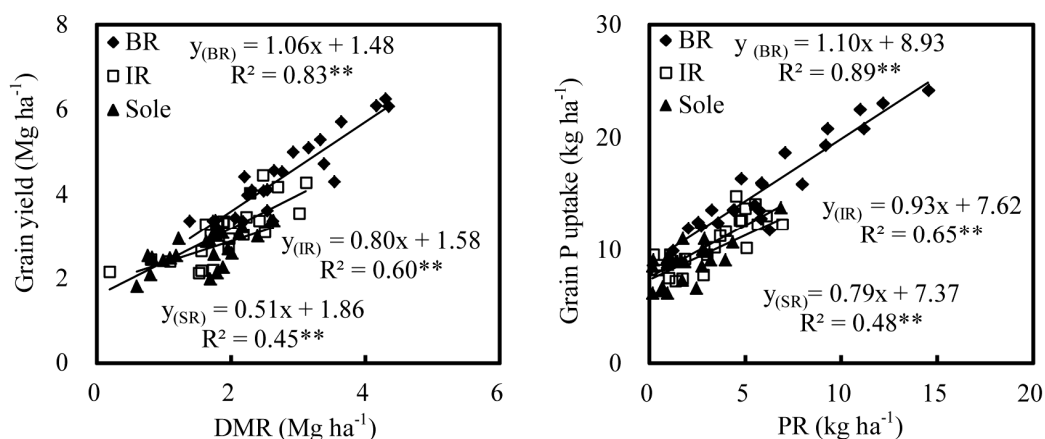 8
6
4
2
0
Grain yield (Mg ha⁻¹)
BR
IR
Sole
y(BR) = 1.06x + 1.48
R² = 0.83**
y(IR) = 0.80x + 1.58
R² = 0.60**
y(SR) = 0.51x + 1.86
R² = 0.45**
0 2 4 6
DMR (Mg ha⁻¹)
30
20
10
0
Grain P uptake (kg ha⁻¹)
BR
IR
Sole
y (BR) = 1.10x + 8.93
R² = 0.89**
y(IR) = 0.93x + 7.62
R² = 0.65**
y(SR) = 0.79x + 7.37
R² = 0.48**
0 5 10 15 20
PR (kg ha⁻¹)